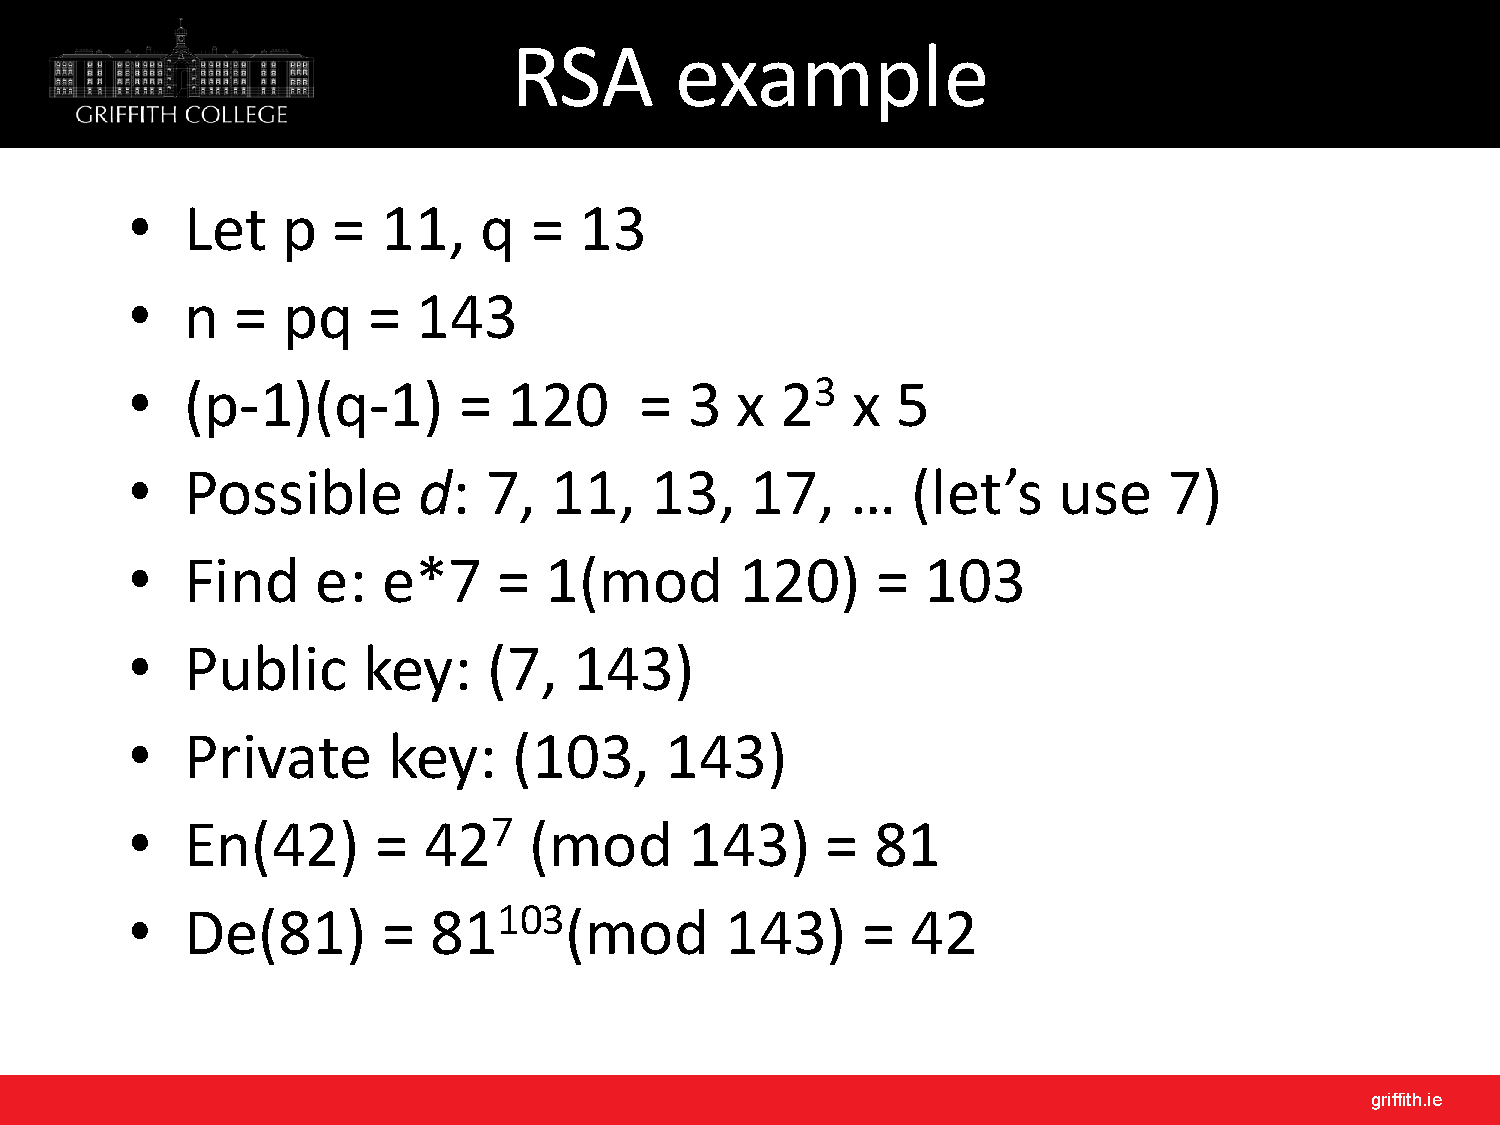 GRIFFITH COLLEGE
RSA example
• Let p = 11, q = 13
• n = pq = 143
• (p-1)(q-1) = 120 = 3 x 2³ x 5
• Possible d: 7, 11, 13, 17, … (let’s use 7)
• Find e: e*7 = 1(mod 120) = 103
• Public key: (7, 143)
• Private key: (103, 143)
• En(42) = 42⁷ (mod 143) = 81
• De(81) = 81¹⁰³(mod 143) = 42
griffith.ie